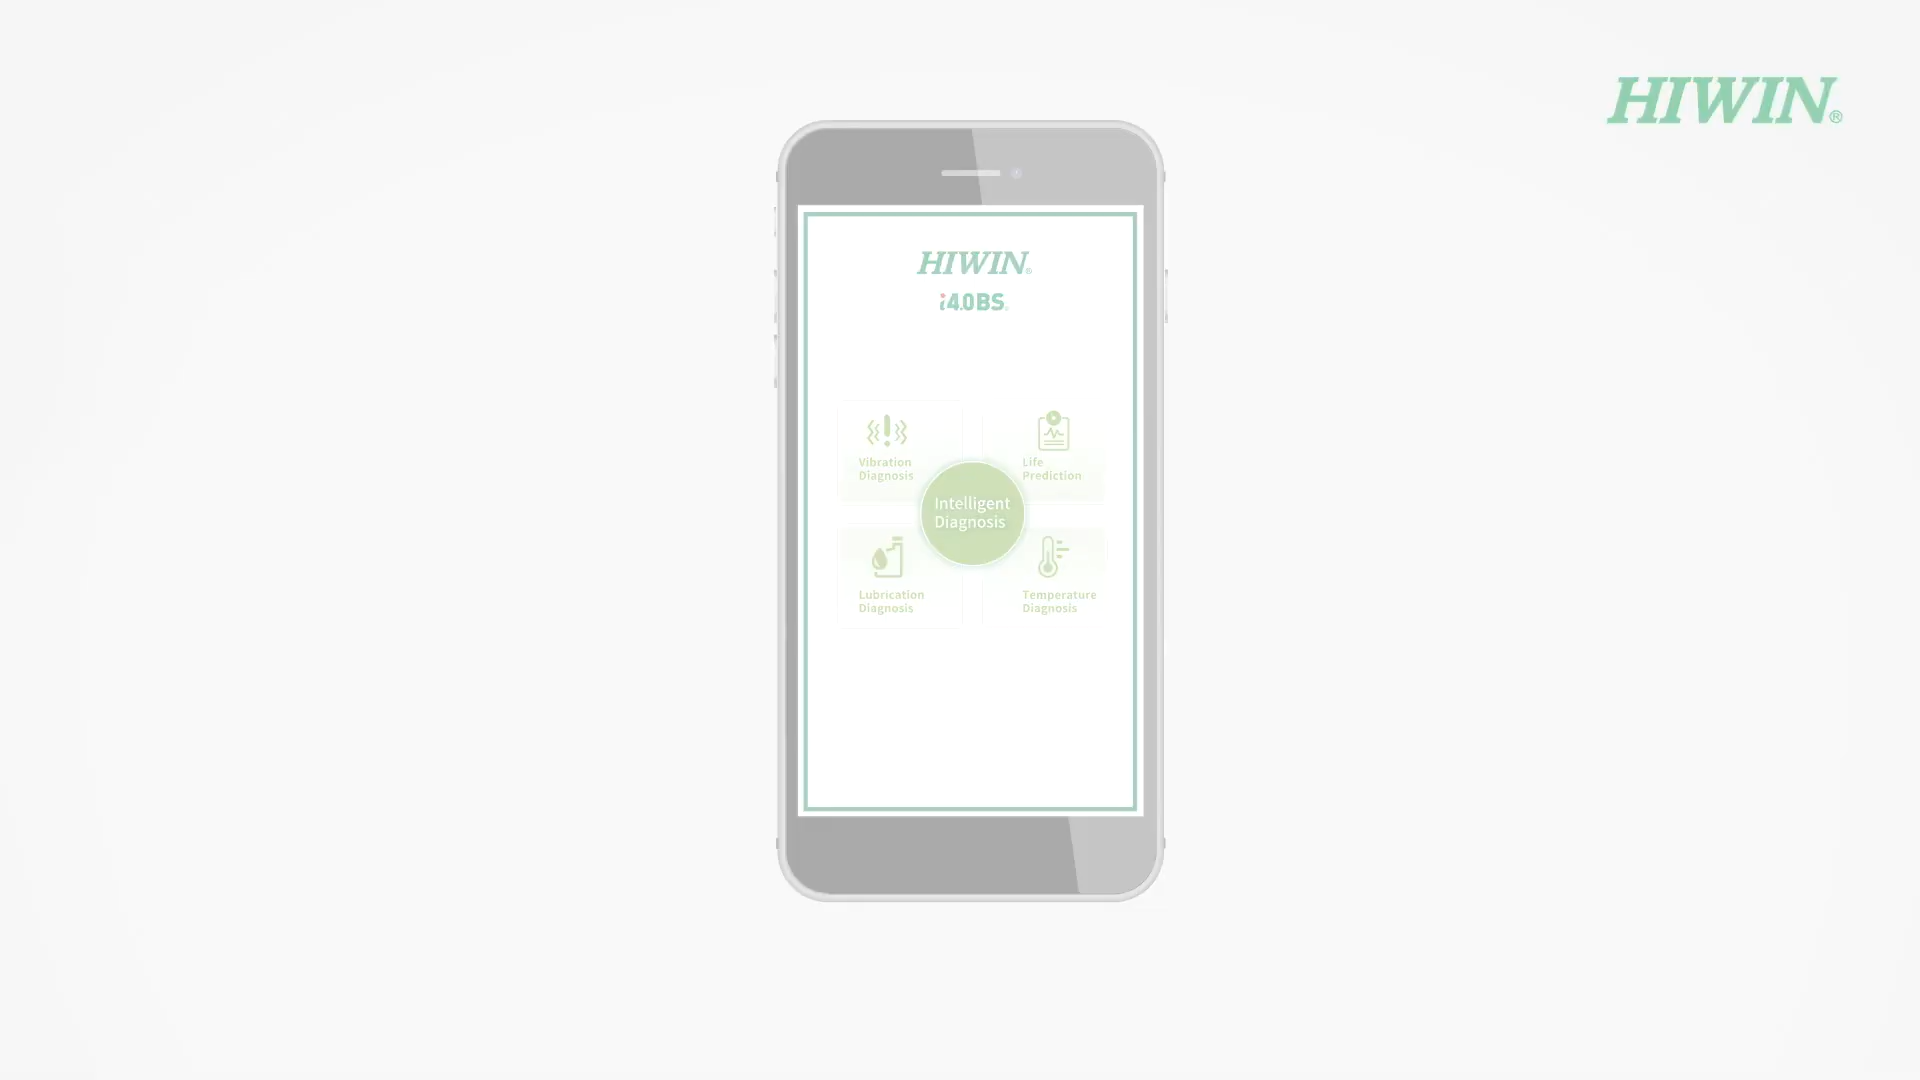 HIWIN®
HIWIN®
i4.0BS®
Vibration
Diagnosis
Life
Prediction
Intelligent
Diagnosis
Lubrication
Diagnosis
Temperature
Diagnosis